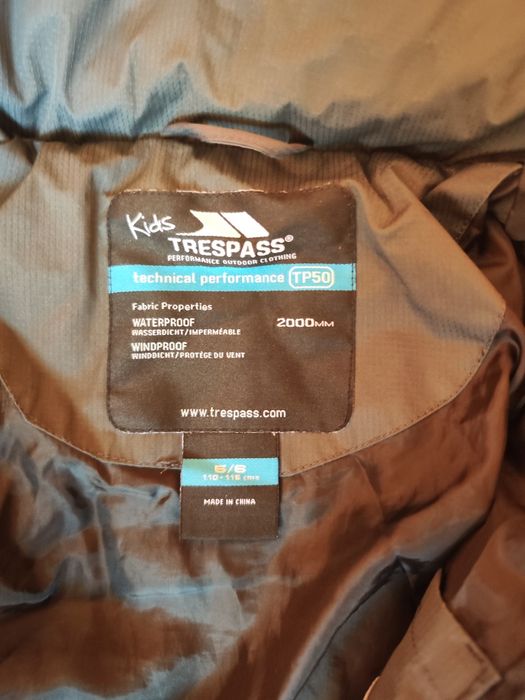 Kids
TRESPASS®
PERFORMANCE OUTDOOR CLOTHING
technical performance TP50
Fabric Properties
WATERPROOF 2000MM
WASSERDICHT/IMPERMÉABLE
WINDPROOF
WINDDICHT/PROTÉGE DU VENT
www.trespass.com
5/6
110-116 cms
MADE IN CHINA